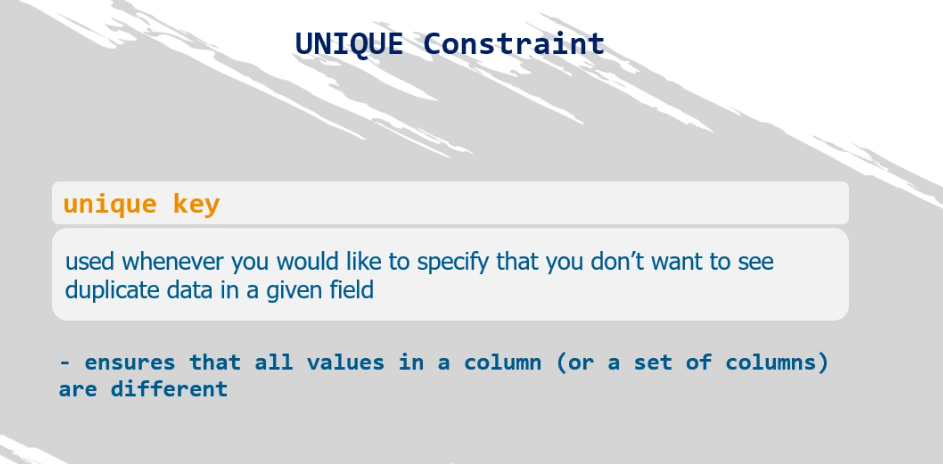 UNIQUE Constraint
unique key
used whenever you would like to specify that you don’t want to see
duplicate data in a given field
- ensures that all values in a column (or a set of columns)
are different